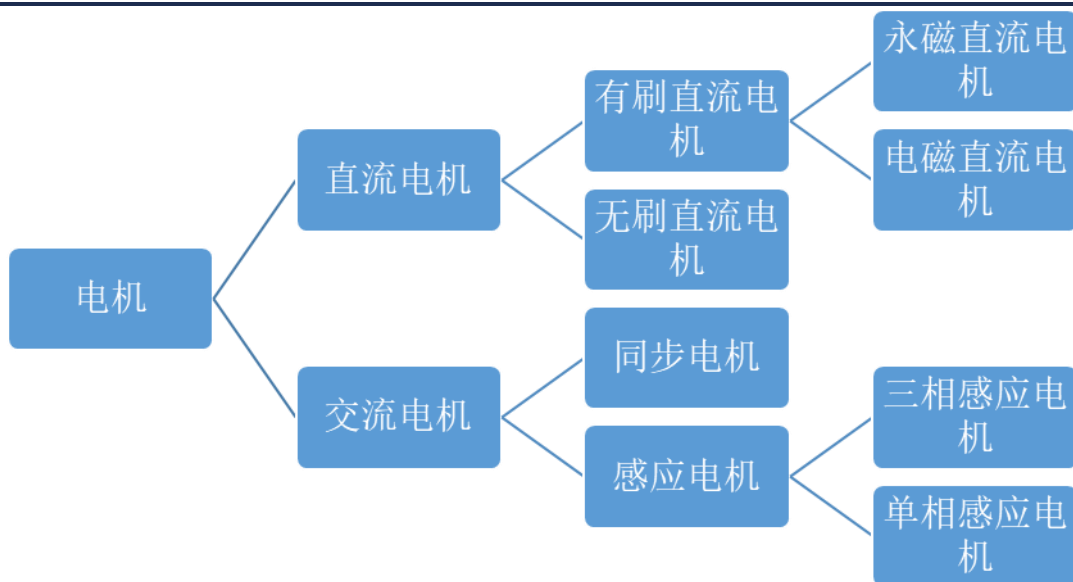 永磁直流电
机
有刷直流电
机
电磁直流电
机
直流电机
无刷直流电
机
电机
同步电机
交流电机
三相感应电
机
感应电机
单相感应电
机